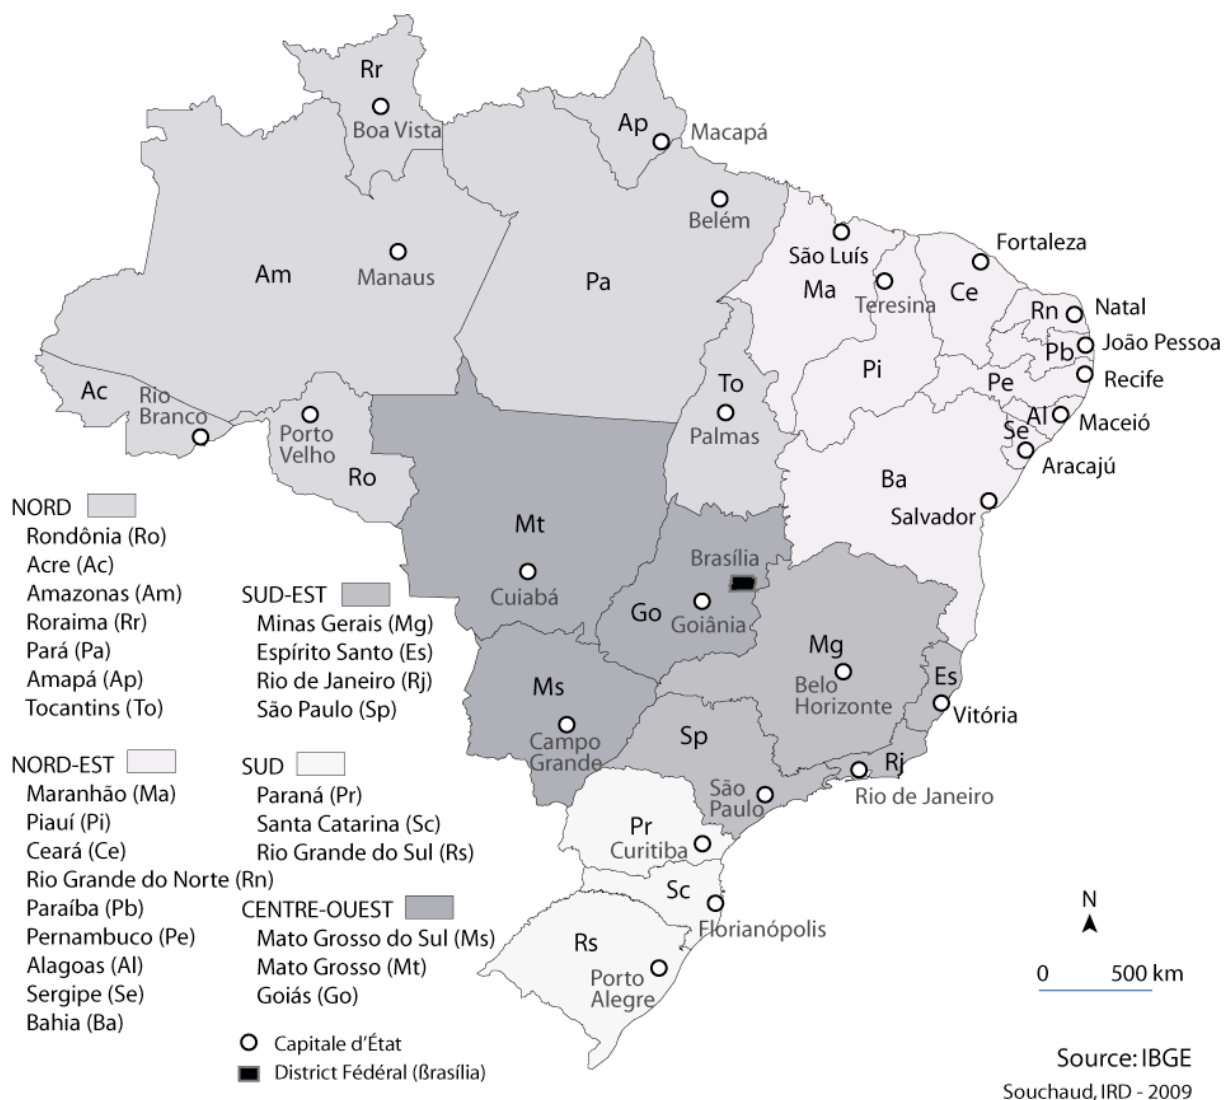 Rr
Boa Vista
Ap
Macapá
Belém
São Luís
Fortaleza
Am
Manaus
Pa
Ma
Teresina
Ce
Rn
Natal
Pb
João Pessoa
Pi
Pe
Recife
To
Palmas
Al
Maceió
Se
Aracajú
Ac
Rio
Branco
Porto
Velho
Ro
Ba
Salvador
Mt
Cuiabá
Brasília
Go
Goiânia
Mg
Belo
Horizonte
Es
Vitória
Ms
Campo
Grande
Sp
São
Paulo
Rj
Rio de Janeiro
Pr
Curitiba
Sc
Florianópolis
Rs
Porto
Alegre
NORD
Rondônia (Ro)
Acre (Ac)
Amazonas (Am)
Roraima (Rr)
Pará (Pa)
Amapá (Ap)
Tocantins (To)
NORD-EST
Maranhão (Ma)
Piauí (Pi)
Ceará (Ce)
Rio Grande do Norte (Rn)
Paraíba (Pb)
Pernambuco (Pe)
Alagoas (Al)
Sergipe (Se)
Bahia (Ba)
SUD-EST
Minas Gerais (Mg)
Espírito Santo (Es)
Rio de Janeiro (Rj)
São Paulo (Sp)
SUD
Paraná (Pr)
Santa Catarina (Sc)
Rio Grande do Sul (Rs)
CENTRE-OUEST
Mato Grosso do Sul (Ms)
Mato Grosso (Mt)
Goiás (Go)
Capitale d'État
District Fédéral (ßrasília)
N
0 500 km
Source: IBGE
Souchaud, IRD - 2009